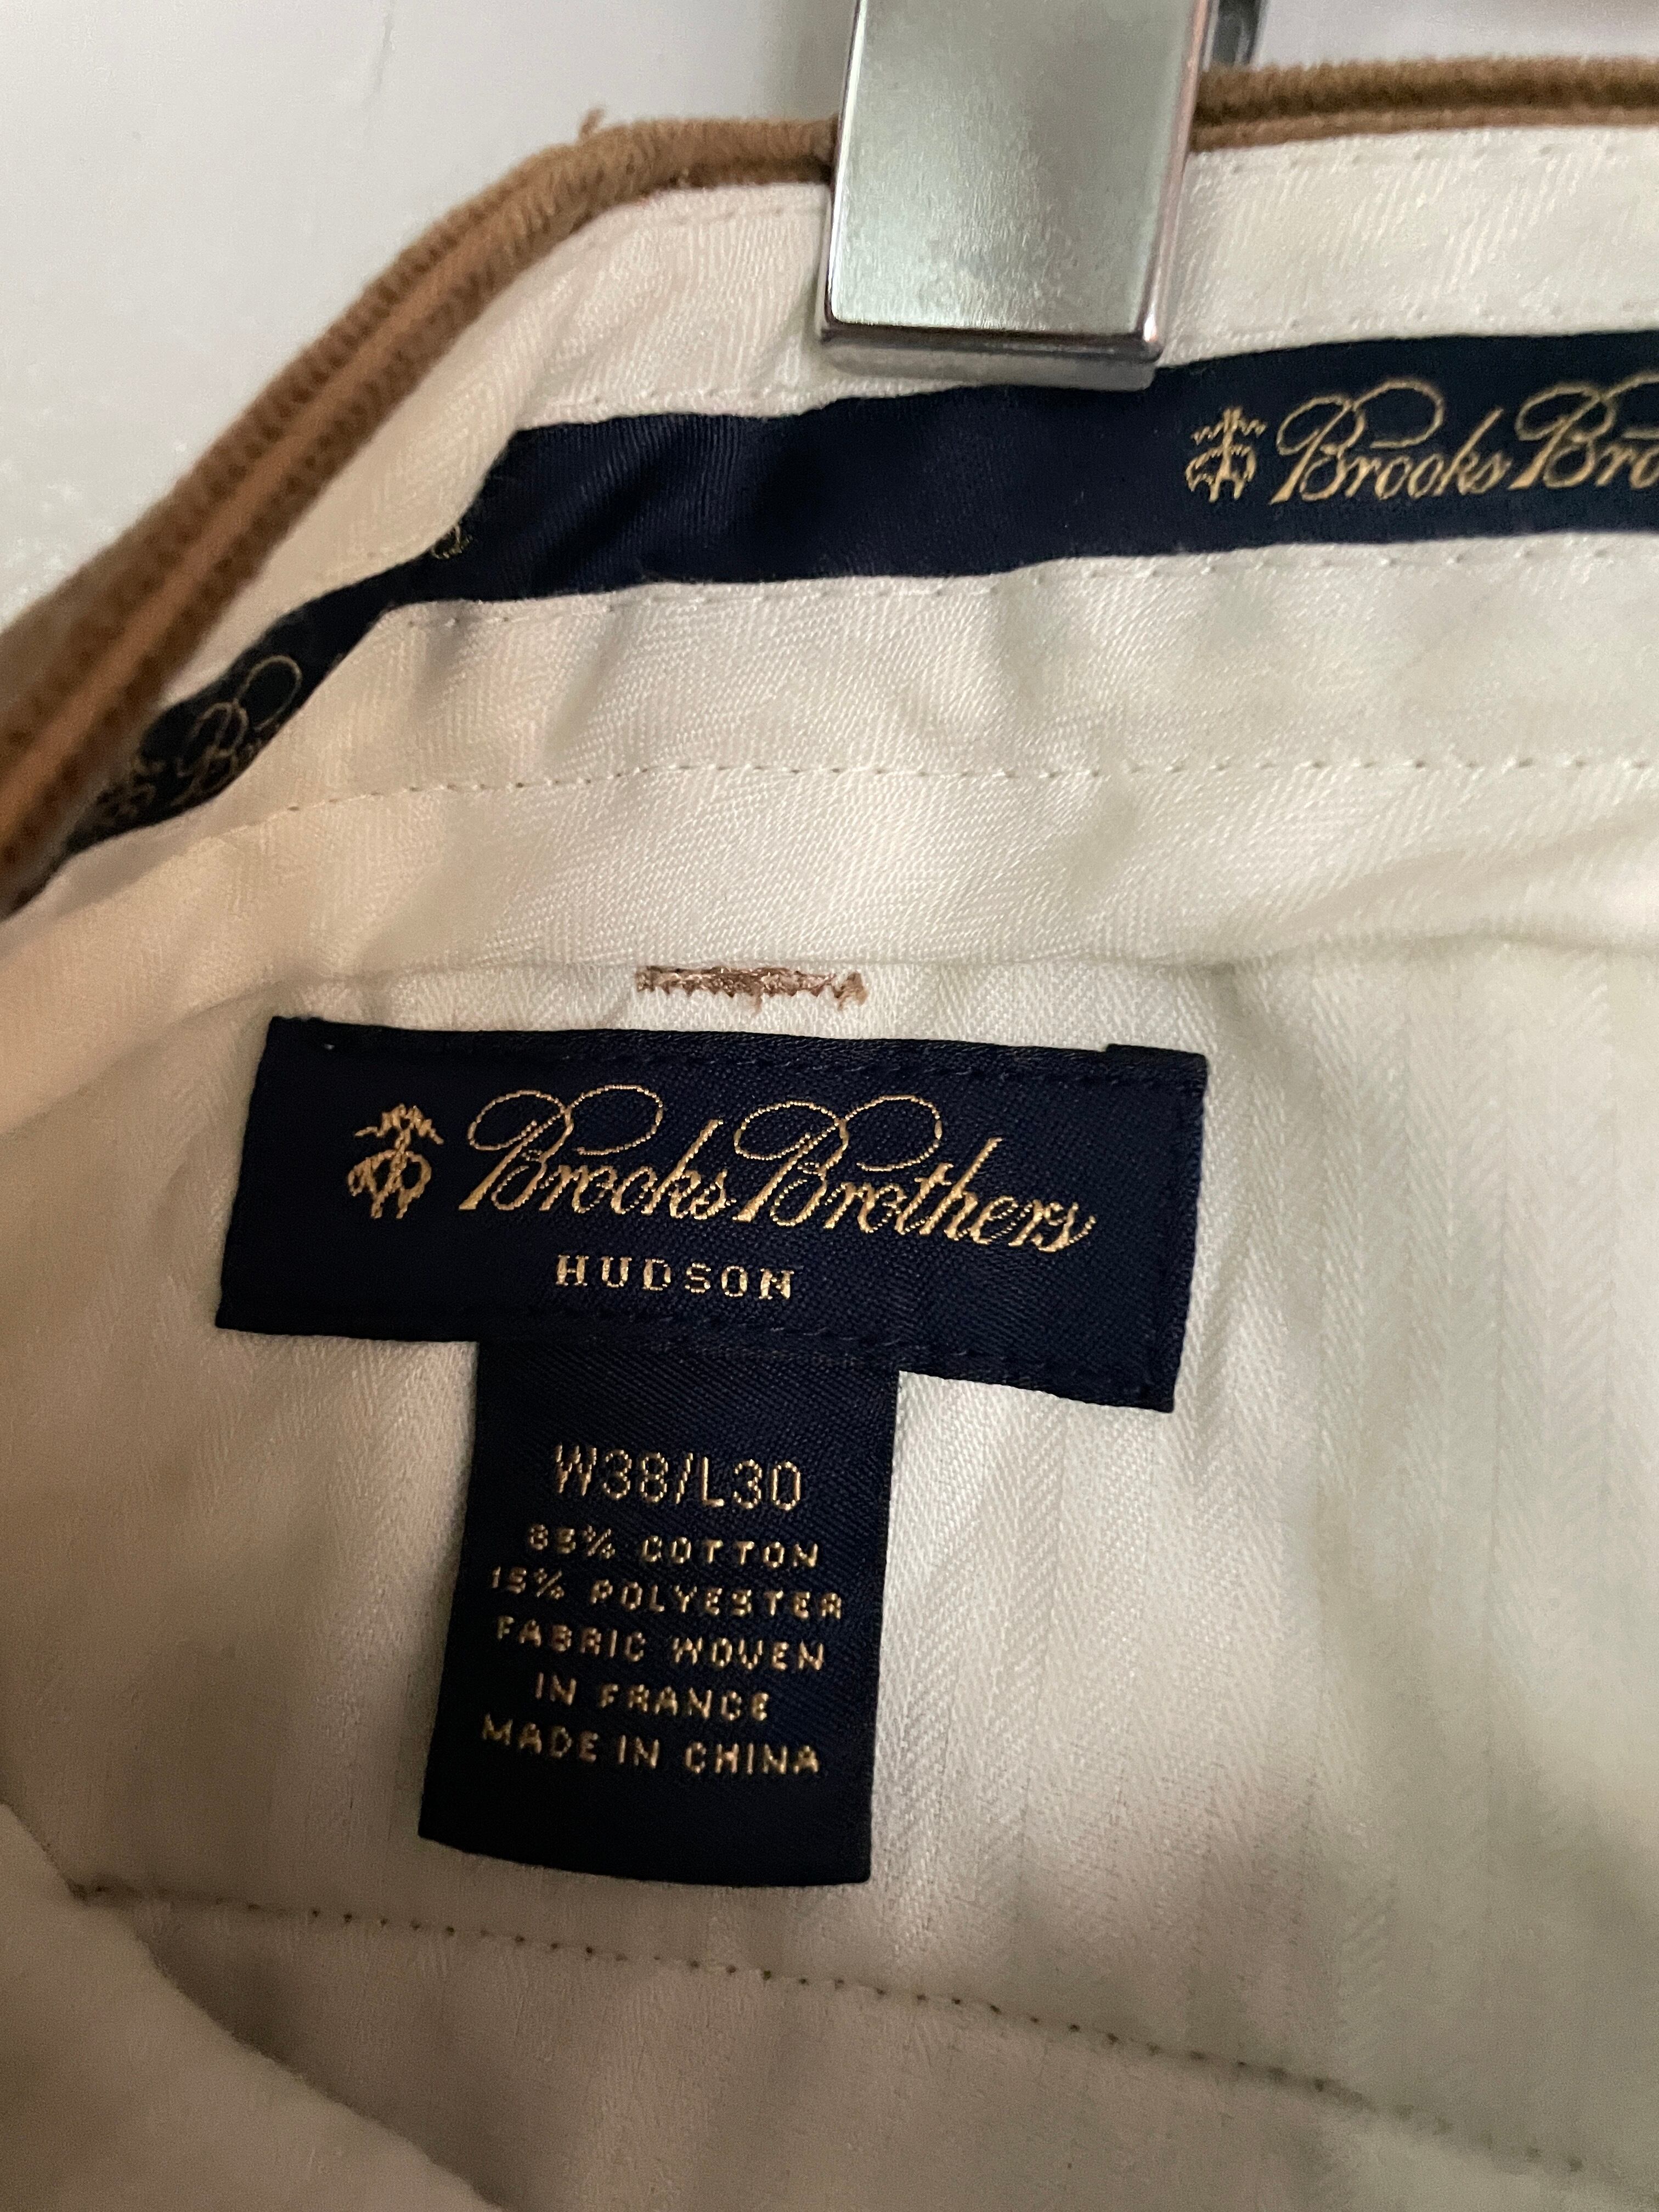 Brooks Bro
Brooks Brothers
HUDSON
W38/L30
85% COTTON
15% POLYESTER
FABRIC WOVEN
IN FRANCE
MADE IN CHINA